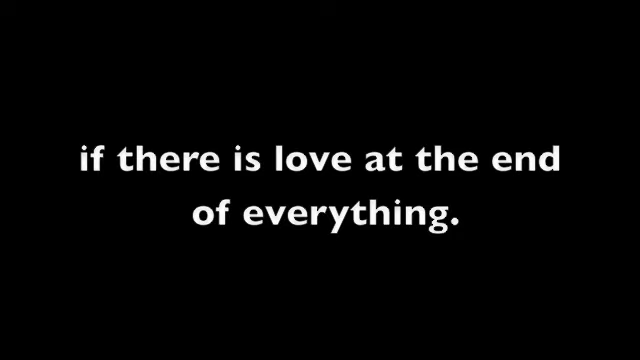 if there is love at the end
of everything.